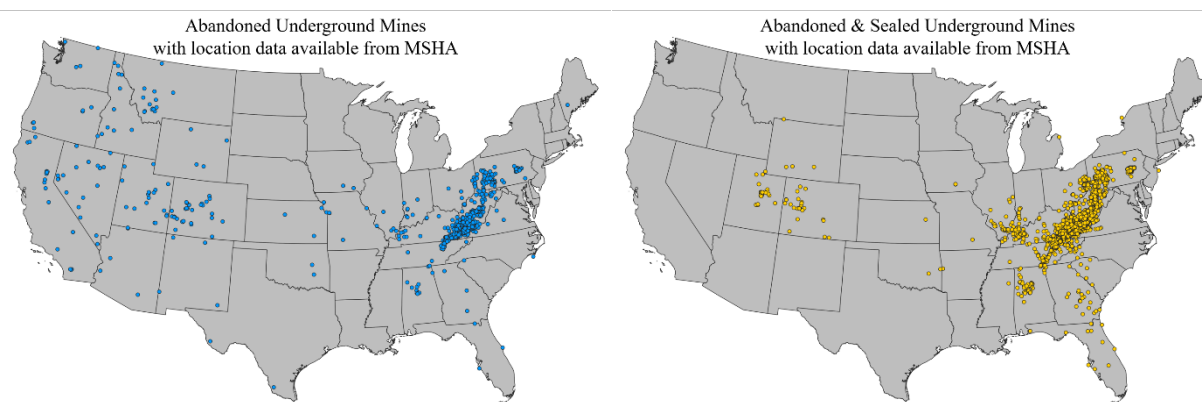 Abandoned Underground Mines
with location data available from MSHA
Abandoned & Sealed Underground Mines
with location data available from MSHA